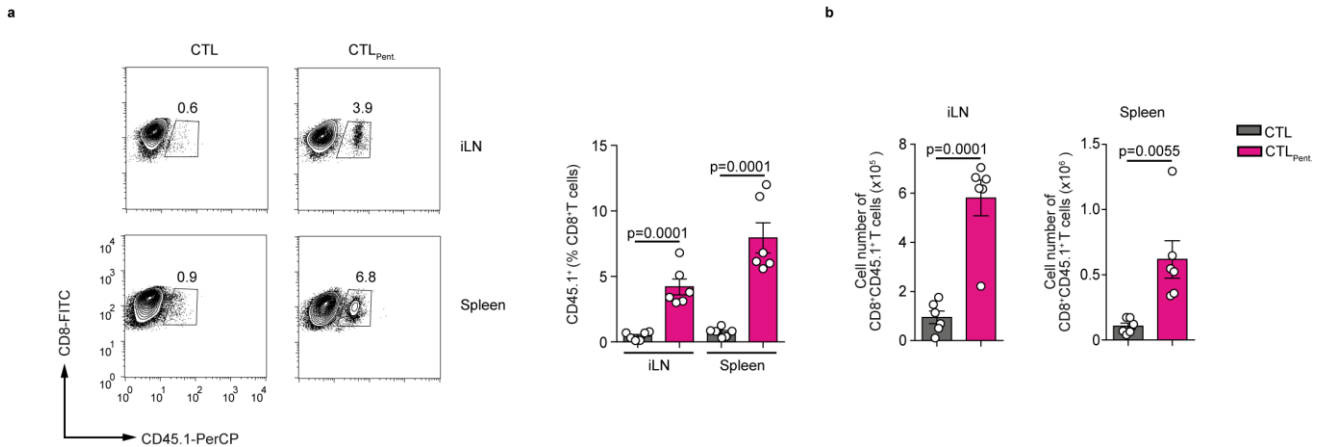 a
CTL
CTLPent.
0.6
3.9
iLN
0.9
6.8
Spleen
10⁴
10³
10²
10¹
10⁰
10⁰ 10¹ 10² 10³ 10⁴
CD8-FITC
CD45.1-PerCP
CD45.1⁺ (% CD8⁺T cells)
15
10
5
0
p=0.0001
p=0.0001
iLN
Spleen
b
iLN
Cell number of
CD8⁺CD45.1⁺ T cells (x10⁵)
8
6
4
2
0
p=0.0001
Spleen
Cell number of
CD8⁺CD45.1⁺ T cells (x10⁶)
1.5
1.0
0.5
0
p=0.0055
CTL
CTLPent.